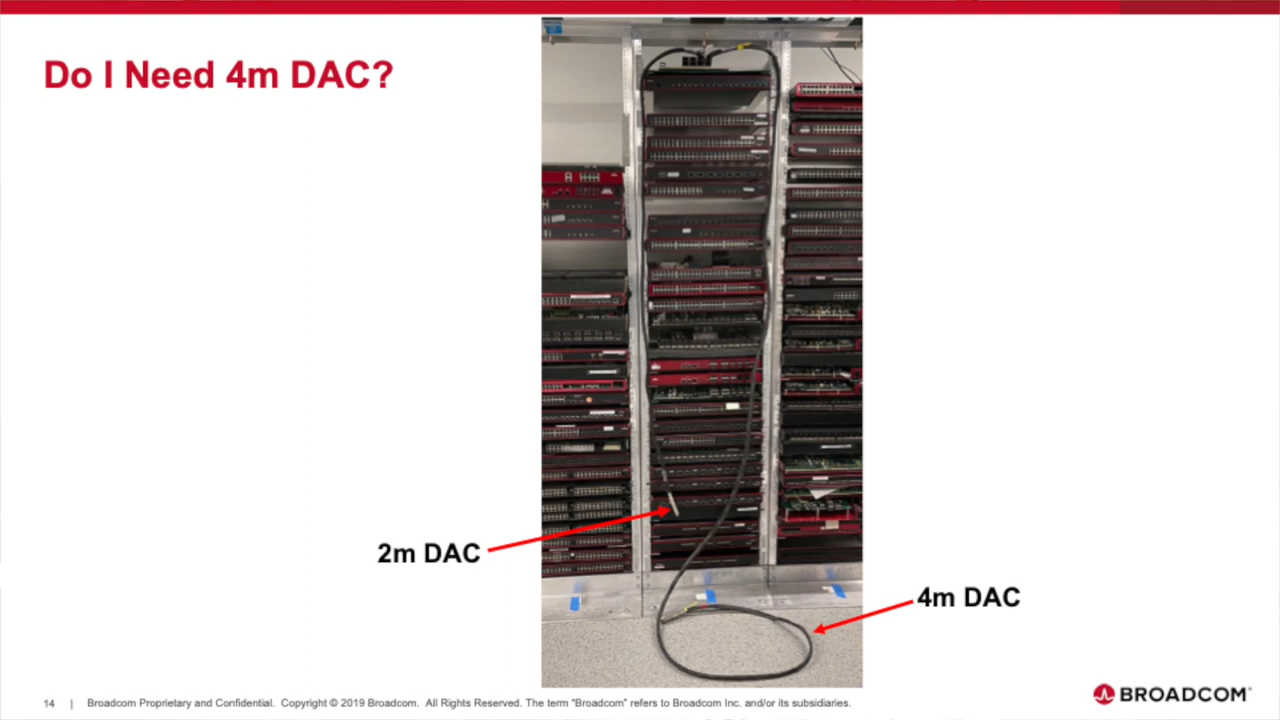 Do I Need 4m DAC?
2m DAC
4m DAC
14 | Broadcom Proprietary and Confidential. Copyright © 2019 Broadcom. All Rights Reserved. The term "Broadcom" refers to Broadcom Inc. and/or its subsidiaries.
BROADCOM®